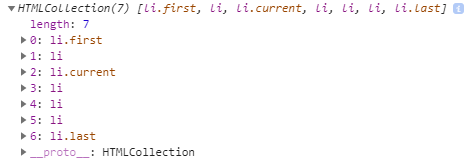 ▼HTMLCollection(7) [li.first, li, li.current, li, li, li, li.last] i
length: 7
▶0: li.first
▶1: li
▶2: li.current
▶3: li
▶4: li
▶5: li
▶6: li.last
▶__proto__: HTMLCollection